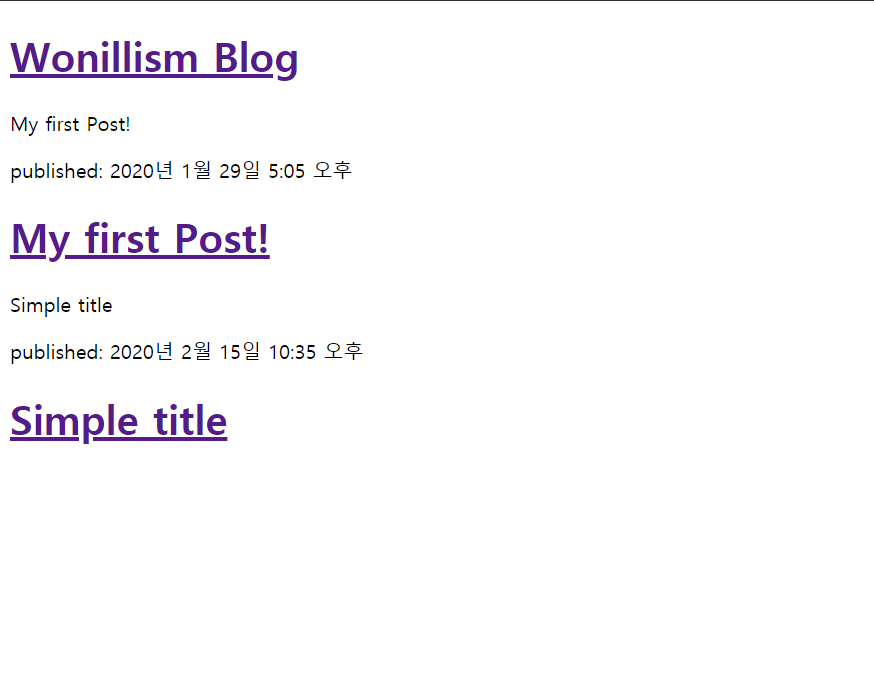 Wonillism Blog
My first Post!
published: 2020년 1월 29일 5:05 오후
My first Post!
Simple title
published: 2020년 2월 15일 10:35 오후
Simple title